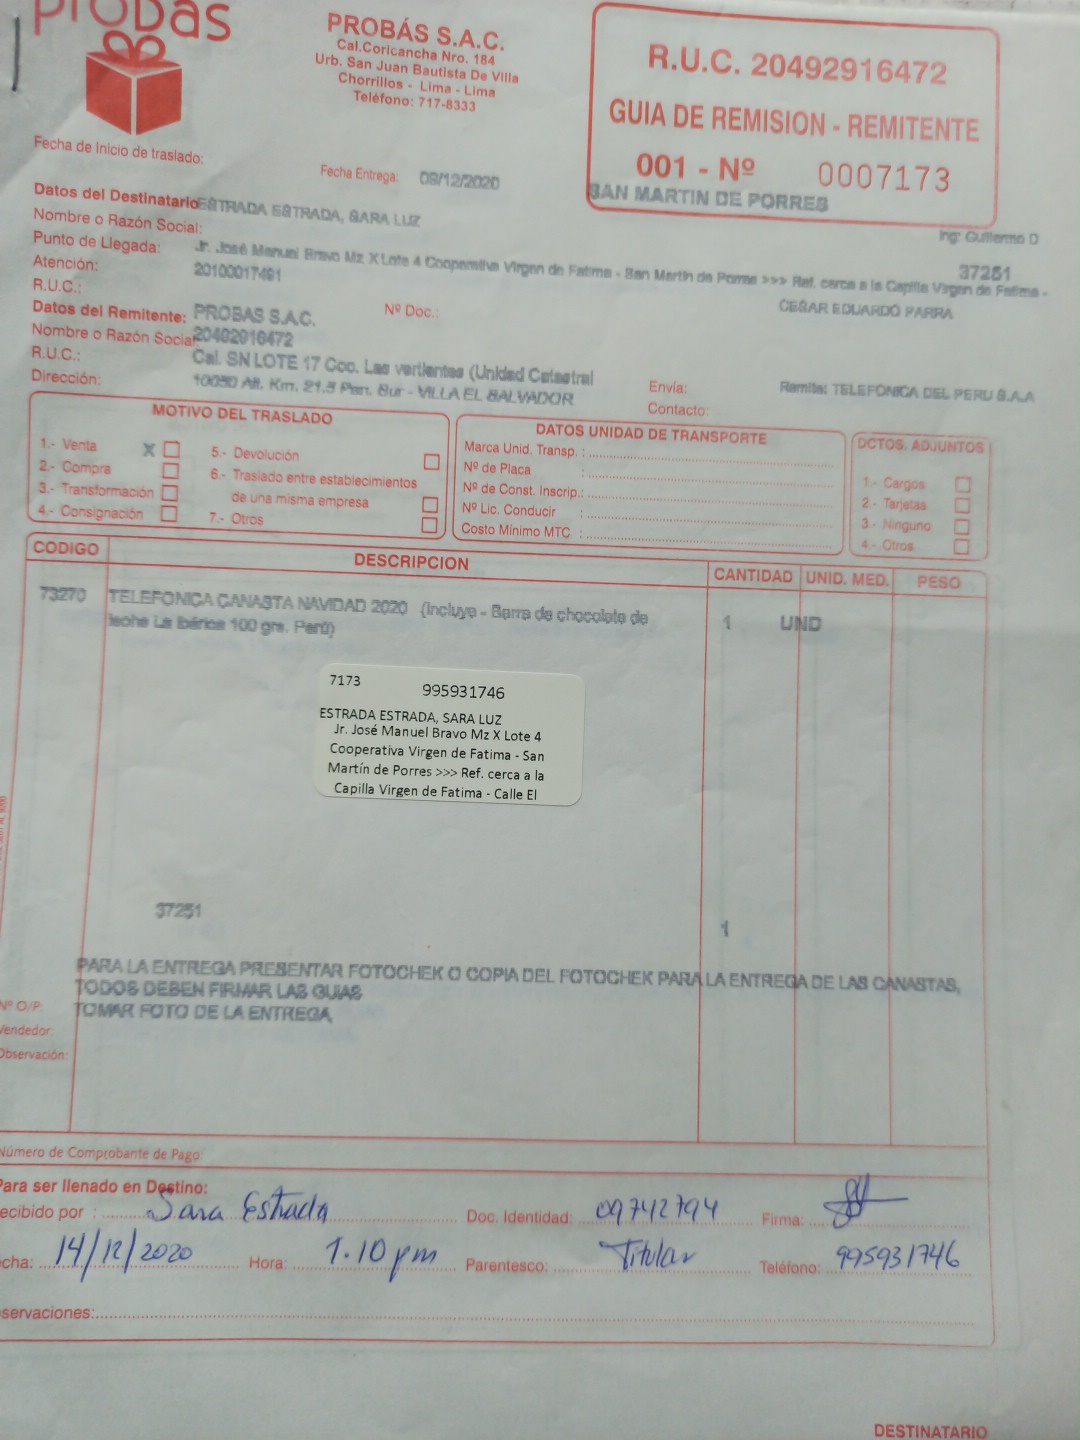 probas
PROBÁS S.A.C.
Cal.Coricancha Nro. 184
Urb. San Juan Bautista De Villa
Chorrillos - Lima - Lima
Teléfono: 717-8333
R.U.C. 20492916472
GUIA DE REMISION - REMITENTE
001 - Nº 0007173
SAN MARTIN DE PORRES
Fecha de Inicio de traslado:
Fecha Entrega: 09/12/2020
Ing: Guillermo D
Datos del Destinatario ESTRADA ESTRADA, SARA LUZ
Nombre o Razón Social:
37251
Punto de Llegada: Jr. José Manuel Bravo Mz X Lote 4 Cooperativa Virgen de Fatima - San Martin de Porres >>> Ref. cerca a la Capilla Virgen de Fatima -
Atención: 20100017491
R.U.C.:
CESAR EDUARDO PARRA
Datos del Remitente: PROBAS S.A.C. Nº Doc.:
Nombre o Razón Social 20492916472
R.U.C.: Cal. SN LOTE 17 Coo. Las vertientes (Unidad Catastral
Dirección: 10050 Alt. Km. 21.5 Pan. Sur - VILLA EL SALVADOR
Envía: Remite: TELEFONICA DEL PERU S.A.A
Contacto:
MOTIVO DEL TRASLADO
1.- Venta X
2.- Compra
3.- Transformación
4.- Consignación
5.- Devolución
6.- Traslado entre establecimientos
de una misma empresa
7.- Otros
DATOS UNIDAD DE TRANSPORTE
Marca Unid. Transp. :
Nº de Placa :
Nº de Const. Inscrip.:
Nº Lic. Conducir :
Costo Mínimo MTC :
DCTOS. ADJUNTOS
1.- Cargos
2.- Tarjetas
3.- Ninguno
4.- Otros
CODIGO DESCRIPCION CANTIDAD UNID. MED. PESO
73270 TELEFONICA CANASTA NAVIDAD 2020 (Incluye - Barra de chocolate de
leche La Ibérica 100 grs. Perú) 1 UND
7173 995931746
ESTRADA ESTRADA, SARA LUZ
Jr. José Manuel Bravo Mz X Lote 4
Cooperativa Virgen de Fatima - San
Martín de Porres >>> Ref. cerca a la
Capilla Virgen de Fatima - Calle El
37251 1
PARA LA ENTREGA PRESENTAR FOTOCHEK O COPIA DEL FOTOCHEK PARA LA ENTREGA DE LAS CANASTAS,
TODOS DEBEN FIRMAR LAS GUIAS
TOMAR FOTO DE LA ENTREGA
Nº O/P:
Vendedor:
Observación:
Número de Comprobante de Pago:
Para ser llenado en Destino:
ecibido por : Sara Estrada Doc. Identidad: 09742794 Firma:
cha: 14/12/2020 Hora: 1.10 pm Parentesco: Titular Teléfono: 995931746
servaciones:
DESTINATARIO